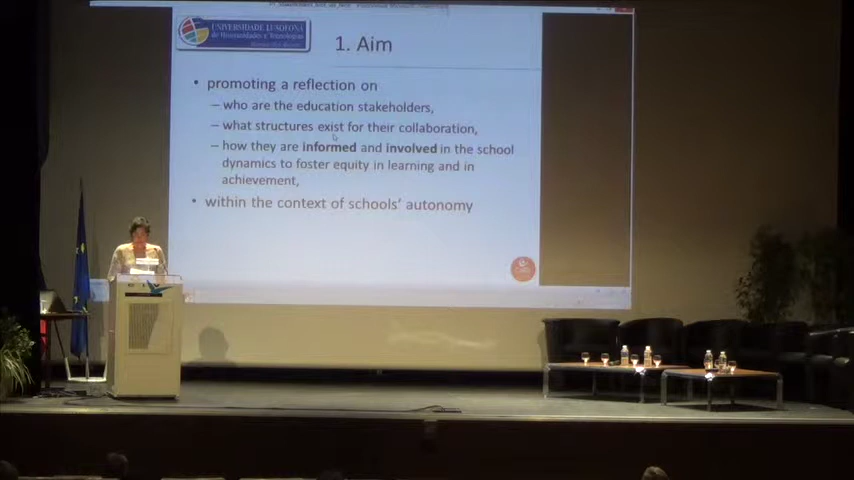 UNIVERSIDADE LUSÓFONA
de Humanidades e Tecnologias
1. Aim
• promoting a reflection on
– who are the education stakeholders,
– what structures exist for their collaboration,
– how they are informed and involved in the school
dynamics to foster equity in learning and in
achievement,
• within the context of schools' autonomy